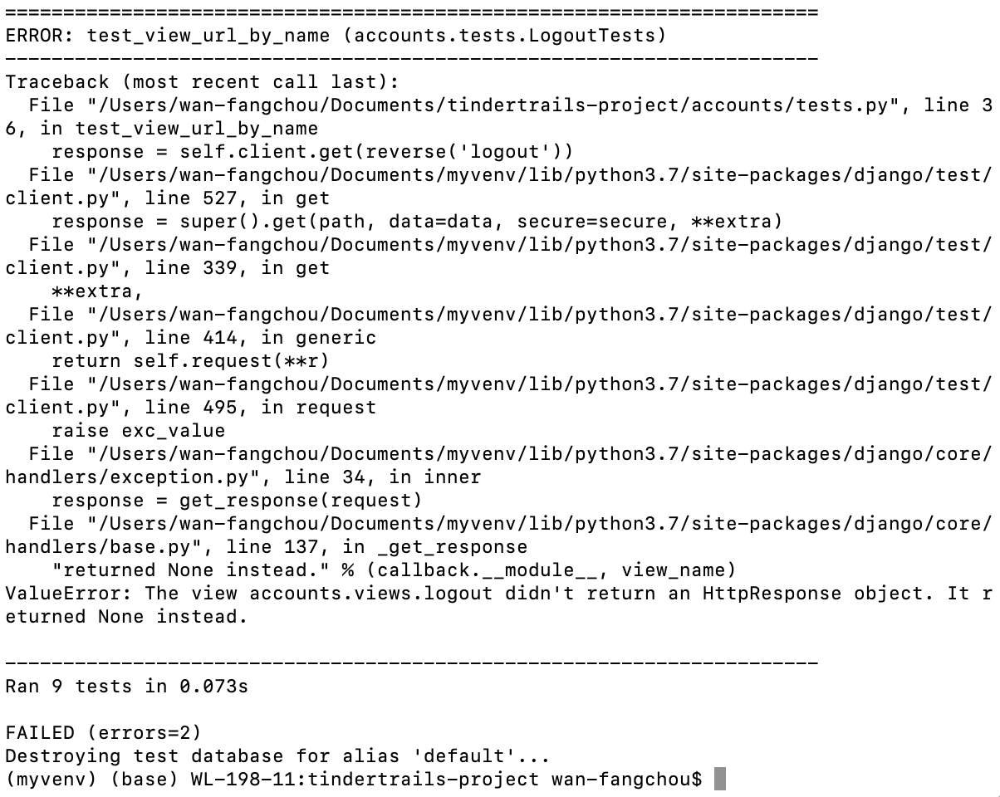 ======================================================================
ERROR: test_view_url_by_name (accounts.tests.LogoutTests)
----------------------------------------------------------------------
Traceback (most recent call last):
  File "/Users/wan-fangchou/Documents/tindertrails-project/accounts/tests.py", line 3
6, in test_view_url_by_name
    response = self.client.get(reverse('logout'))
  File "/Users/wan-fangchou/Documents/myvenv/lib/python3.7/site-packages/django/test/
client.py", line 527, in get
    response = super().get(path, data=data, secure=secure, **extra)
  File "/Users/wan-fangchou/Documents/myvenv/lib/python3.7/site-packages/django/test/
client.py", line 339, in get
    **extra,
  File "/Users/wan-fangchou/Documents/myvenv/lib/python3.7/site-packages/django/test/
client.py", line 414, in generic
    return self.request(**r)
  File "/Users/wan-fangchou/Documents/myvenv/lib/python3.7/site-packages/django/test/
client.py", line 495, in request
    raise exc_value
  File "/Users/wan-fangchou/Documents/myvenv/lib/python3.7/site-packages/django/core/
handlers/exception.py", line 34, in inner
    response = get_response(request)
  File "/Users/wan-fangchou/Documents/myvenv/lib/python3.7/site-packages/django/core/
handlers/base.py", line 137, in _get_response
    "returned None instead." % (callback.__module__, view_name)
ValueError: The view accounts.views.logout didn't return an HttpResponse object. It r
eturned None instead.

----------------------------------------------------------------------
Ran 9 tests in 0.073s

FAILED (errors=2)
Destroying test database for alias 'default'...
(myvenv) (base) WL-198-11:tindertrails-project wan-fangchou$